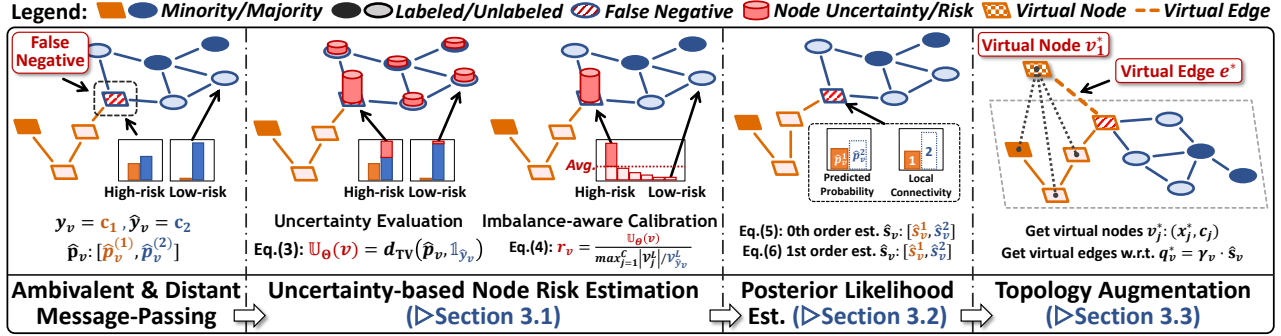 Legend: Minority/Majority Labeled/Unlabeled False Negative Node Uncertainty/Risk Virtual Node Virtual Edge
False
Negative
High-risk Low-risk
y_v = c_1 , ŷ_v = c_2
p̂_v: [p̂_v^(1), p̂_v^(2)]
Ambivalent & Distant
Message-Passing
High-risk Low-risk
Uncertainty Evaluation
Eq.(3): 𝕌_Θ(v) = d_TV(p̂_v, 𝟙_ŷ_v)
Avg.
High-risk Low-risk
Imbalance-aware Calibration
Eq.(4): r_v = 𝕌_Θ(v) / max_{j=1}^C |𝒱_j^L|/𝒱_ŷ_v^L
Uncertainty-based Node Risk Estimation
(▷Section 3.1)
p̂_v^1 p̂_v^2 1 2
Predicted
Probability
Local
Connectivity
Eq.(5): 0th order est. ŝ_v: [ŝ_v^1, ŝ_v^2]
Eq.(6) 1st order est. ŝ_v: [ŝ_v^1, ŝ_v^2]
Posterior Likelihood
Est. (▷Section 3.2)
Virtual Node v_1^*
Virtual Edge e^*
Get virtual nodes v_j^*: (x_j^*, c_j)
Get virtual edges w.r.t. q_v^* = γ_v · ŝ_v
Topology Augmentation
(▷Section 3.3)